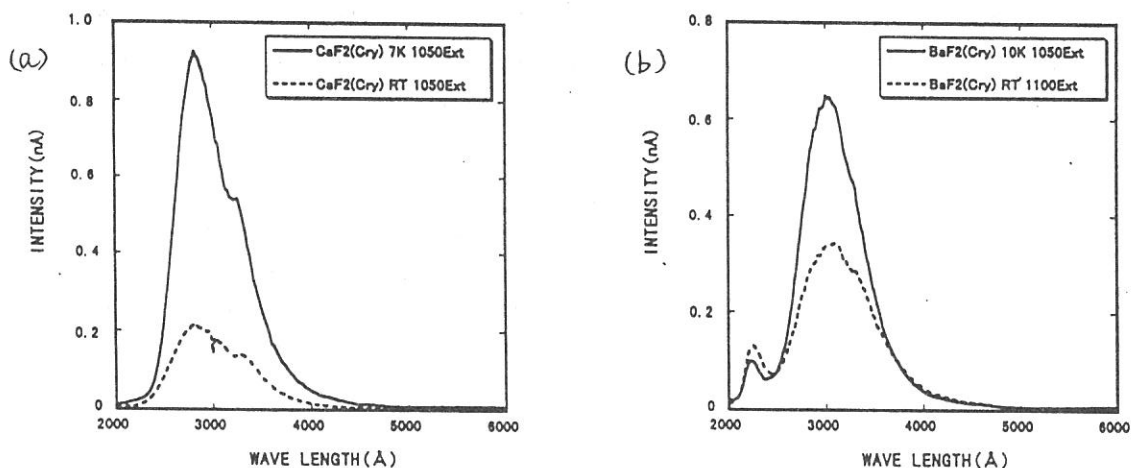 (a)
CaF2(Cry) 7K 1050Ext
CaF2(Cry) RT 1050Ext
INTENSITY(nA)
1.0
0.8
0.6
0.4
0.2
0
2000 3000 4000 5000 6000
WAVE LENGTH(Å)
(b)
BaF2(Cry) 10K 1050Ext
BaF2(Cry) RT 1100Ext
INTENSITY(nA)
0.8
0.6
0.4
0.2
0
2000 3000 4000 5000 6000
WAVE LENGTH(Å)